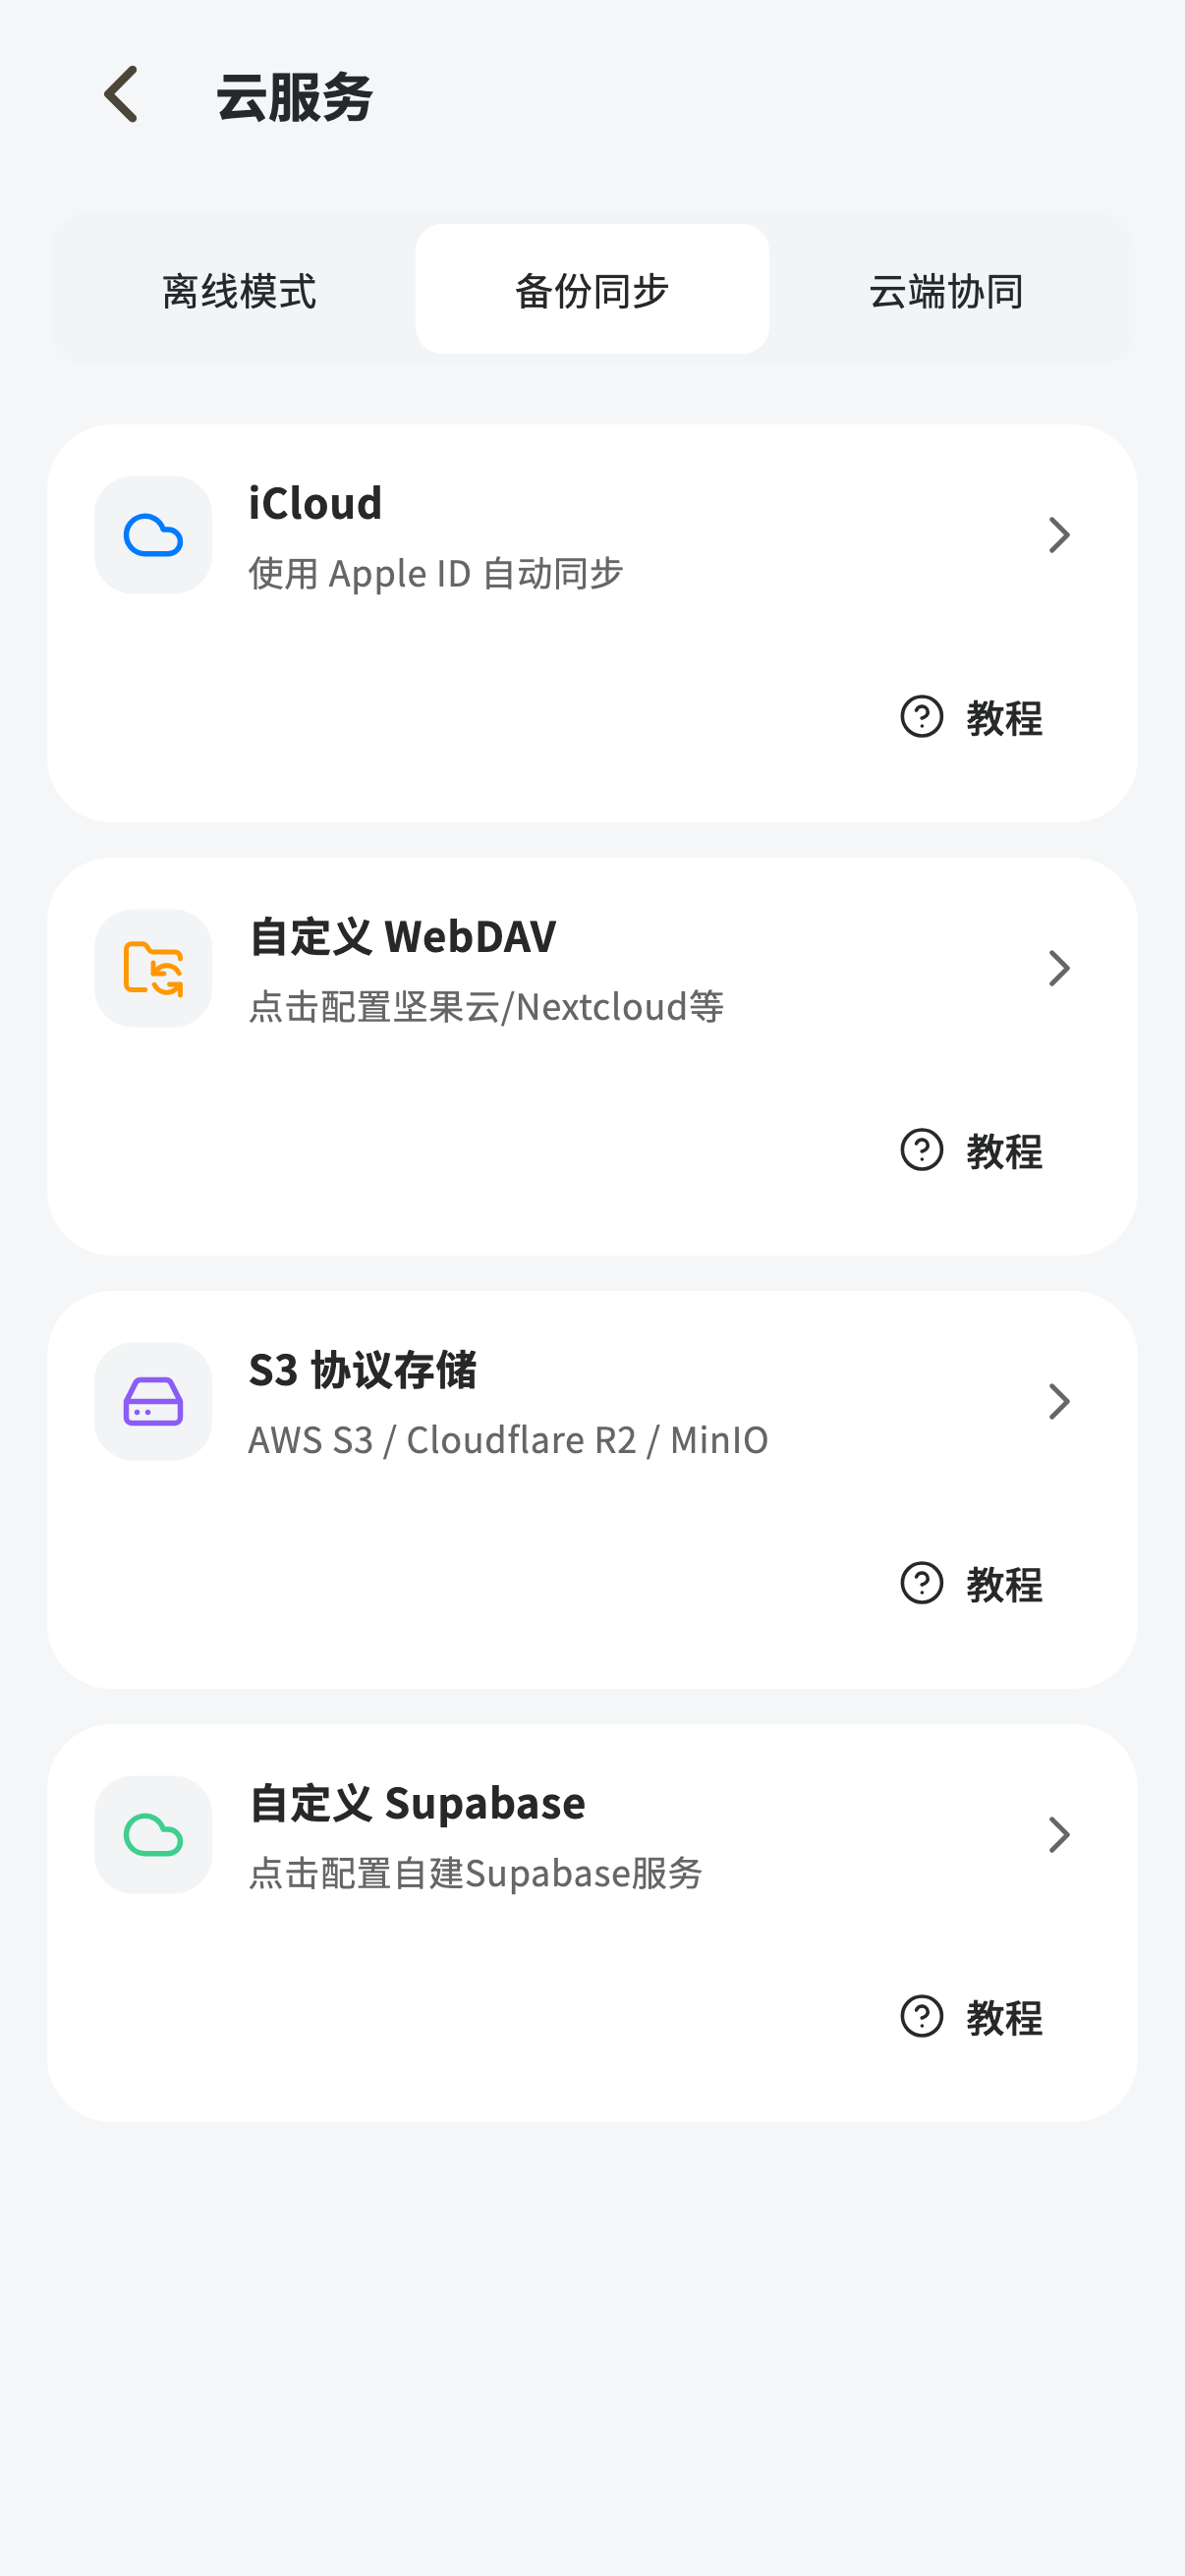 云服务
离线模式
备份同步
云端协同
iCloud
使用 Apple ID 自动同步
教程
自定义 WebDAV
点击配置坚果云/Nextcloud等
教程
S3 协议存储
AWS S3 / Cloudflare R2 / MinIO
教程
自定义 Supabase
点击配置自建Supabase服务
教程